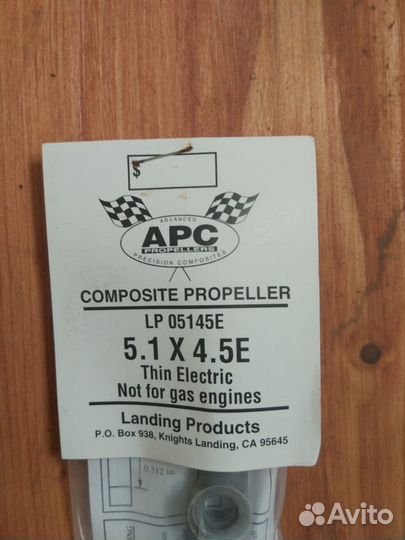 $
ADVANCED
APC
PROPELLERS
PRECISION COMPOSITES
COMPOSITE PROPELLER
LP 05145E
5.1 X 4.5E
Thin Electric
Not for gas engines
Landing Products
P.O. Box 938, Knights Landing, CA 95645
0.312 in.
Avito